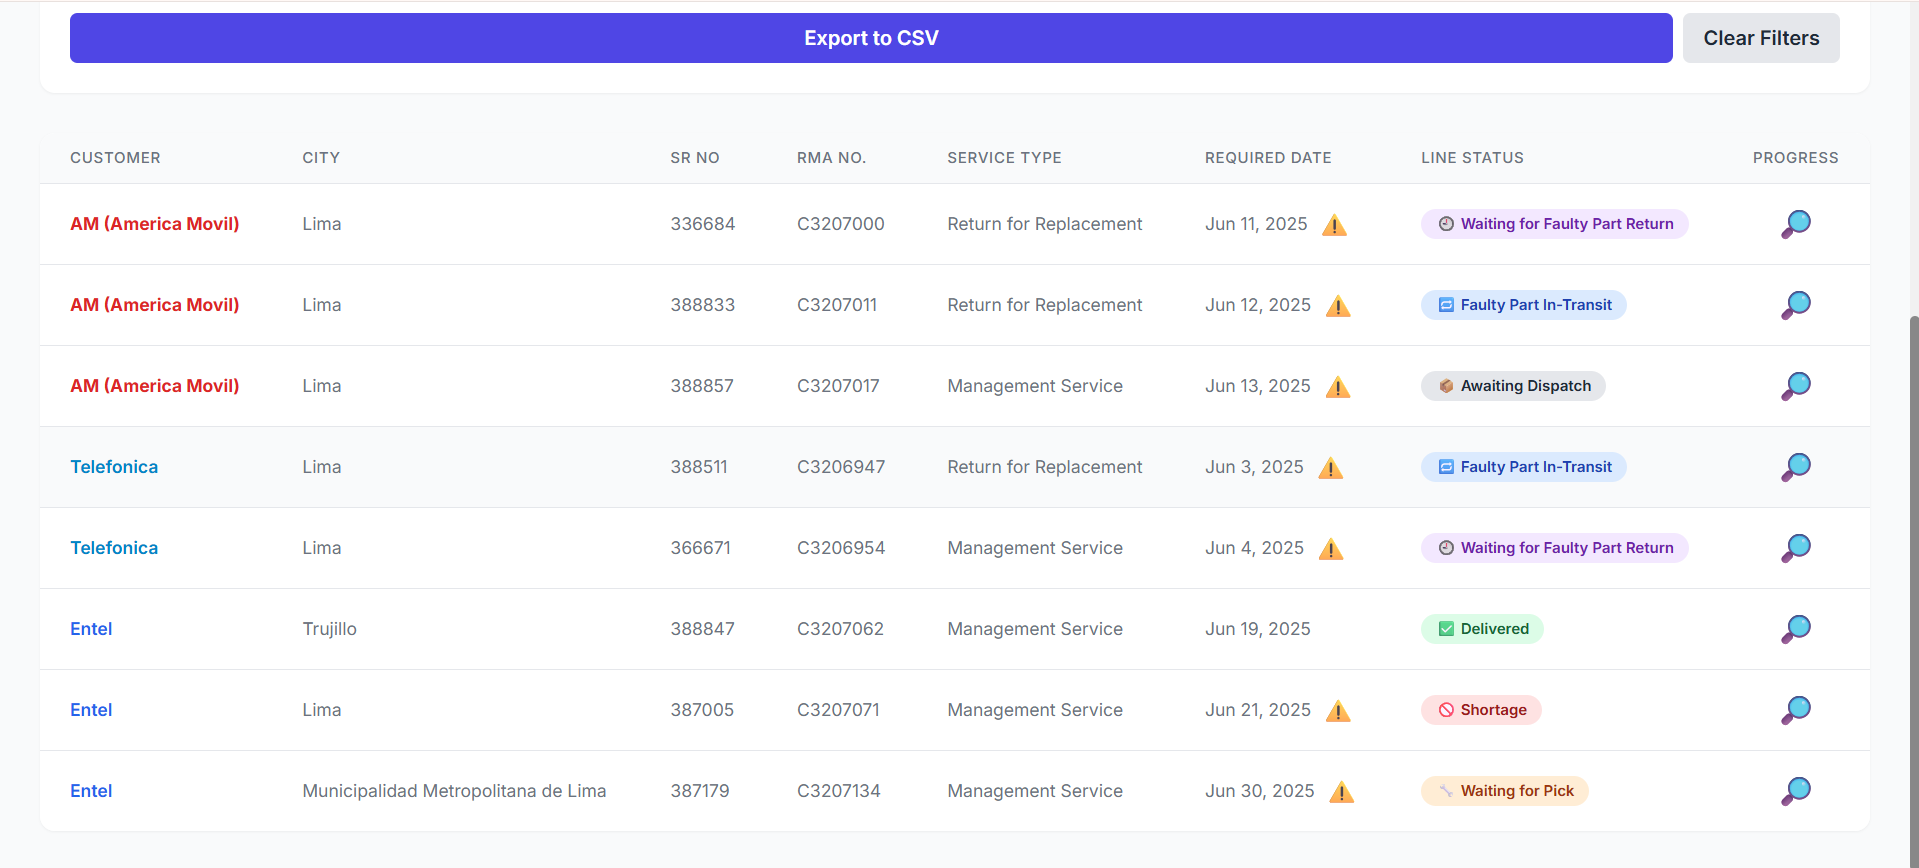 Export to CSV Clear Filters
CUSTOMER CITY SR NO RMA NO. SERVICE TYPE REQUIRED DATE LINE STATUS PROGRESS
AM (America Movil) Lima 336684 C3207000 Return for Replacement Jun 11, 2025 Waiting for Faulty Part Return
AM (America Movil) Lima 388833 C3207011 Return for Replacement Jun 12, 2025 Faulty Part In-Transit
AM (America Movil) Lima 388857 C3207017 Management Service Jun 13, 2025 Awaiting Dispatch
Telefonica Lima 388511 C3206947 Return for Replacement Jun 3, 2025 Faulty Part In-Transit
Telefonica Lima 366671 C3206954 Management Service Jun 4, 2025 Waiting for Faulty Part Return
Entel Trujillo 388847 C3207062 Management Service Jun 19, 2025 Delivered
Entel Lima 387005 C3207071 Management Service Jun 21, 2025 Shortage
Entel Municipalidad Metropolitana de Lima 387179 C3207134 Management Service Jun 30, 2025 Waiting for Pick